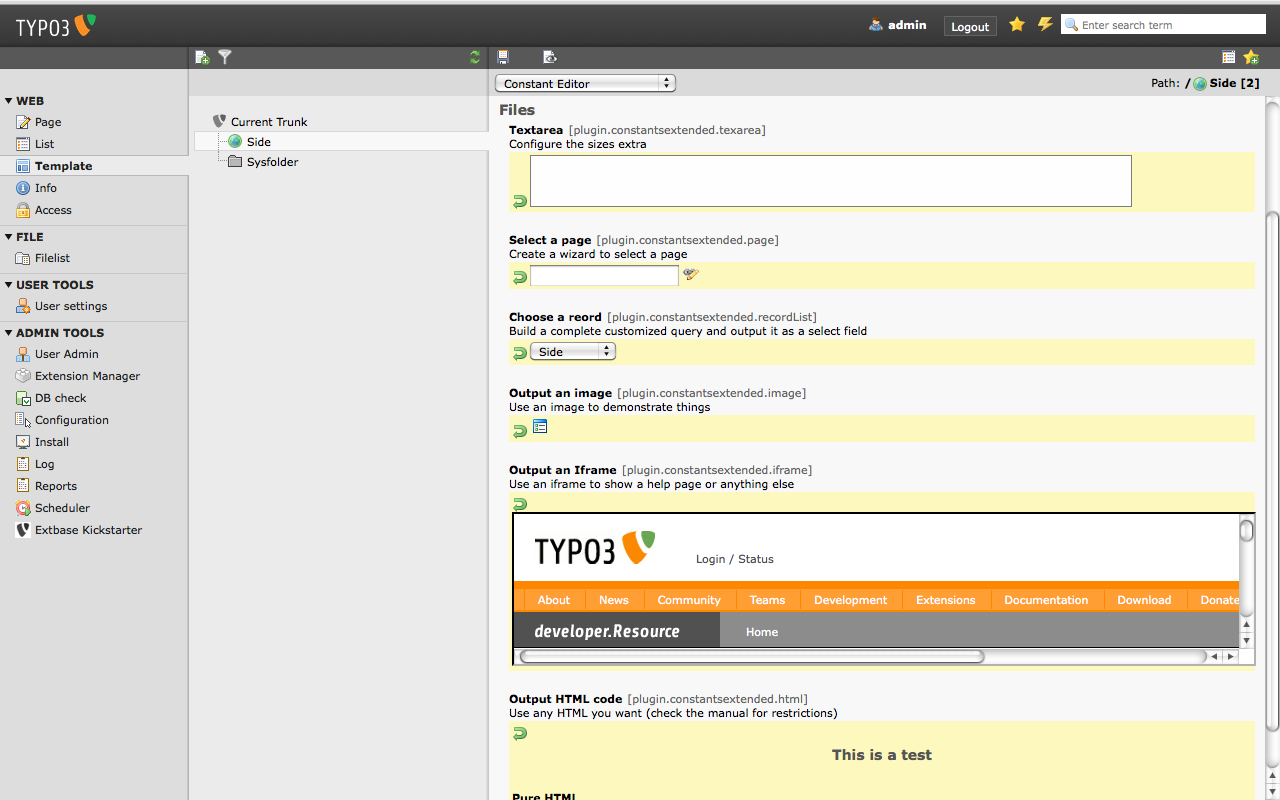 TYPO3
admin
Logout
Enter search term
Constant Editor
Path: / Side [2]
WEB
Page
List
Template
Info
Access
FILE
Filelist
USER TOOLS
User settings
ADMIN TOOLS
User Admin
Extension Manager
DB check
Configuration
Install
Log
Reports
Scheduler
Extbase Kickstarter
Current Trunk
Side
Sysfolder
Files
Textarea [plugin.constantsextended.texarea]
Configure the sizes extra
Select a page [plugin.constantsextended.page]
Create a wizard to select a page
Choose a reord [plugin.constantsextended.recordList]
Build a complete customized query and output it as a select field
Side
Output an image [plugin.constantsextended.image]
Use an image to demonstrate things
Output an Iframe [plugin.constantsextended.iframe]
Use an iframe to show a help page or anything else
TYPO3
Login / Status
About News Community Teams Development Extensions Documentation Download Donate
developer.Resource Home
Output HTML code [plugin.constantsextended.html]
Use any HTML you want (check the manual for restrictions)
This is a test
Pure HTML